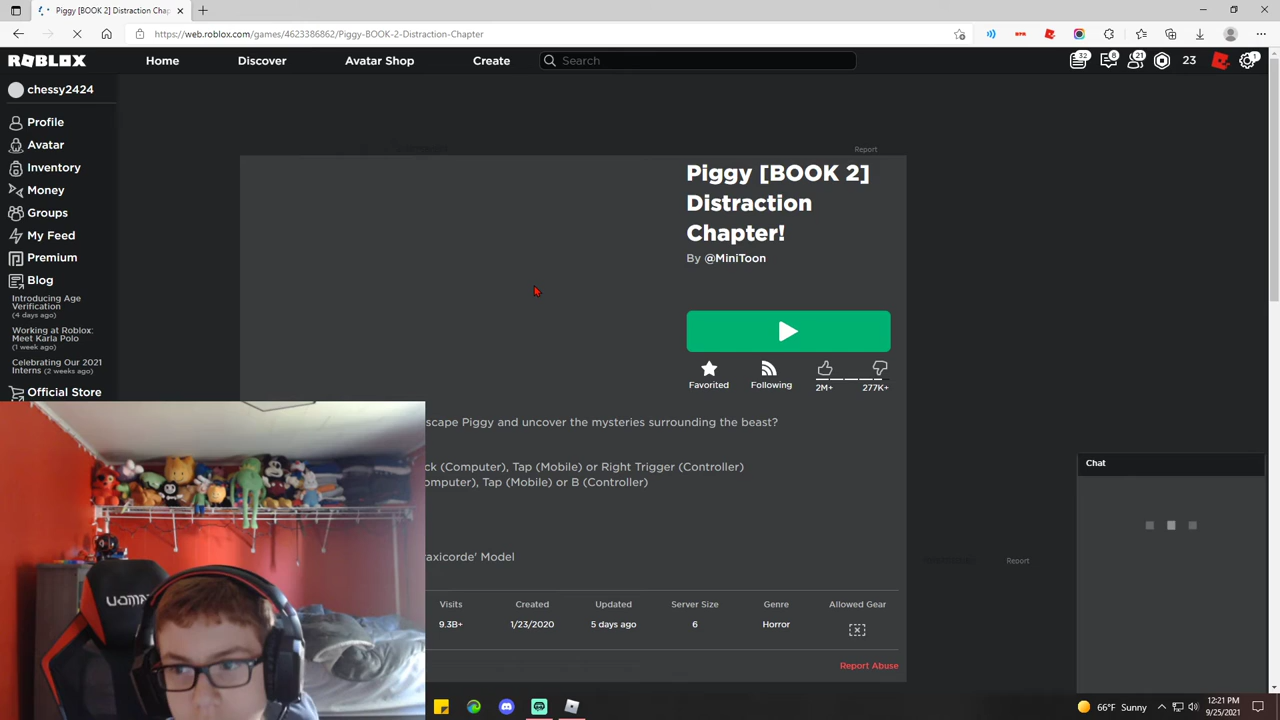 Piggy [BOOK 2] Distraction Chap
https://web.roblox.com/games/4623386862/Piggy-BOOK-2-Distraction-Chapter
ROBLOX
Home
Discover
Avatar Shop
Create
Search
32
8
21
23
1
chessy2424
Profile
Avatar
Inventory
Money
Groups
My Feed
Premium
Blog
Introducing Age
Verification
(4 days ago)
Working at Roblox:
Meet Karla Polo
(1 week ago)
Celebrating Our 2021
Interns (2 weeks ago)
Official Store
Report
Piggy [BOOK 2]
Distraction
Chapter!
By @MiniToon
Favorited
Following
2M+
277K+
scape Piggy and uncover the mysteries surrounding the beast?
ck (Computer), Tap (Mobile) or Right Trigger (Controller)
omputer), Tap (Mobile) or B (Controller)
raxicorde' Model
Report
Visits
Created
Updated
Server Size
Genre
Allowed Gear
9.3B+
1/23/2020
5 days ago
6
Horror
Report Abuse
Chat
66°F Sunny
12:21 PM
9/25/2021